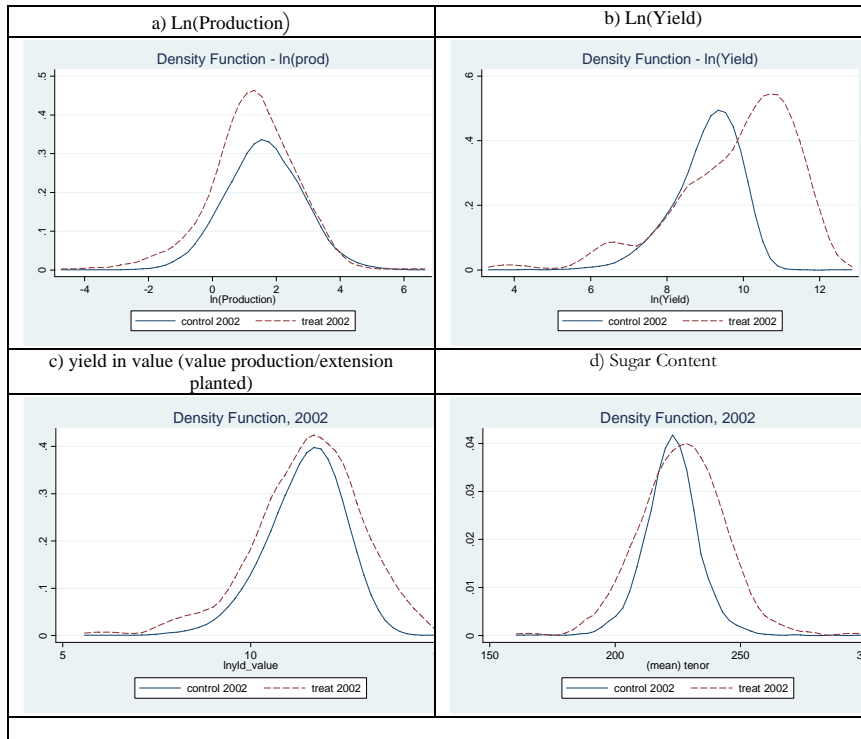 a) Ln(Production)
b) Ln(Yield)
Density Function - ln(prod)
.5
.4
.3
.2
.1
0
-4 -2 0 2 4 6
ln(Production)
control 2002 treat 2002
Density Function - ln(Yield)
.6
.4
.2
0
4 6 8 10 12
ln(Yield)
control 2002 treat 2002
c) yield in value (value production/extension
planted)
d) Sugar Content
Density Function, 2002
.4
.3
.2
.1
0
5 10
lnyld_value
control 2002 treat 2002
Density Function, 2002
.04
.03
.02
.01
0
150 200 250
(mean) tenor
control 2002 treat 2002